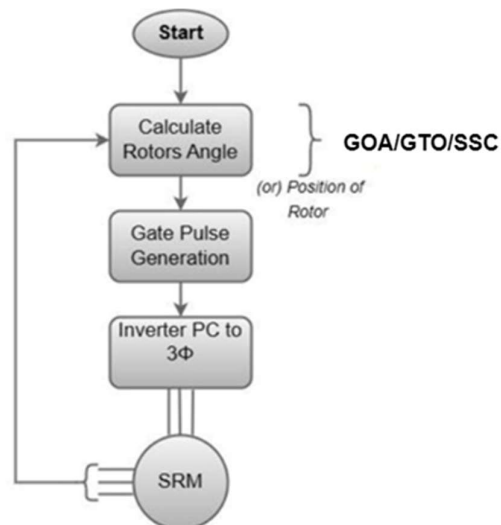 Start
Calculate
Rotors Angle
GOA/GTO/SSC
(or) Position of
Rotor
Gate Pulse
Generation
Inverter PC to
3Φ
SRM